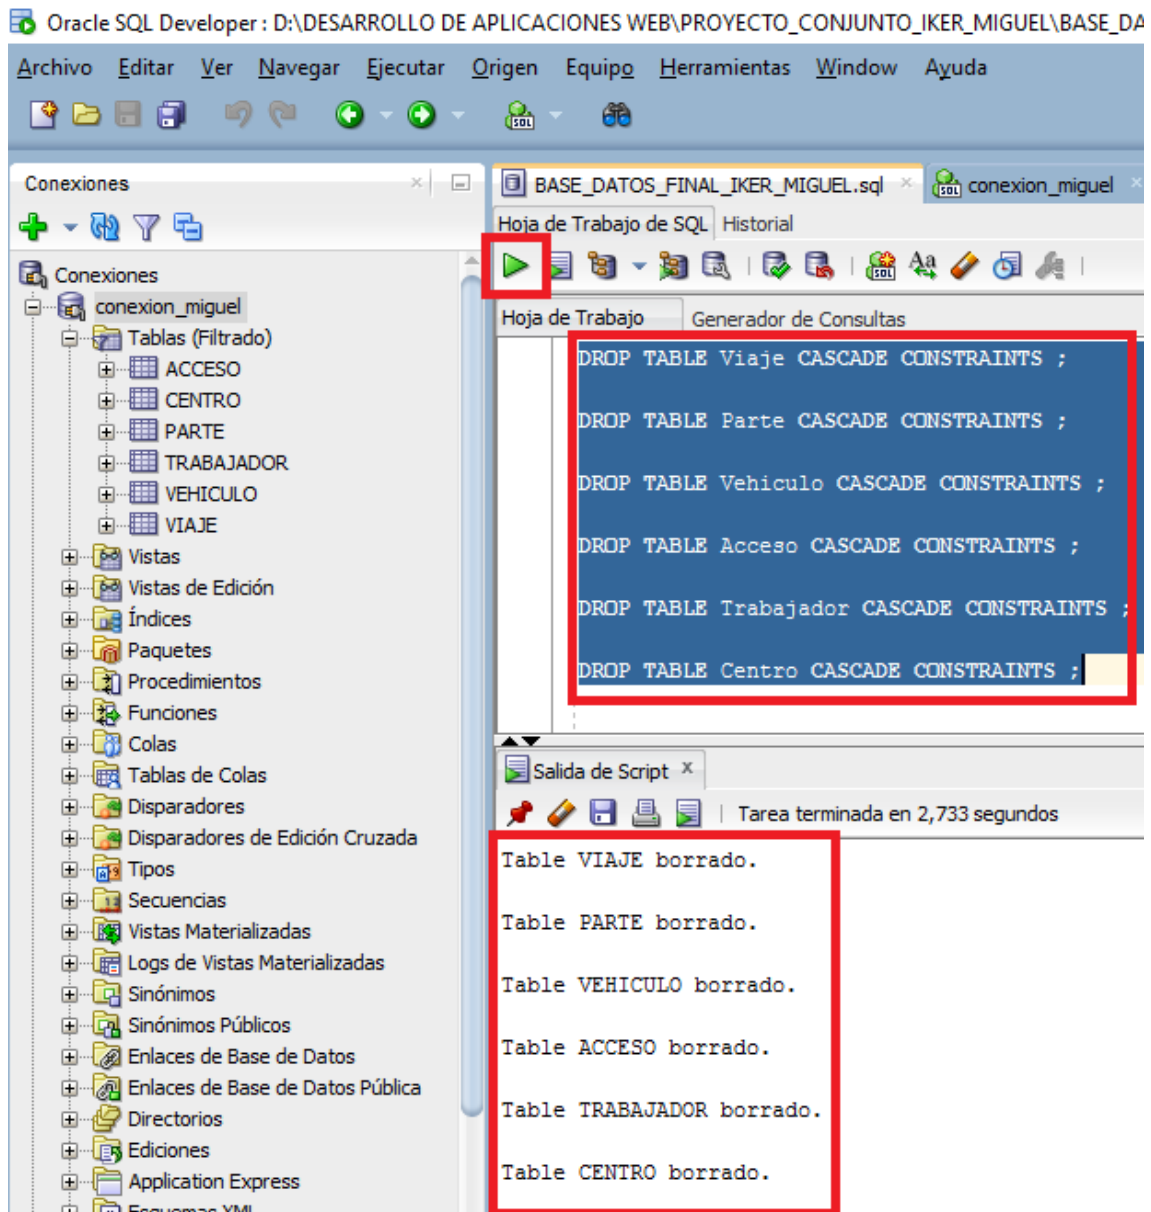 Oracle SQL Developer : D:\DESARROLLO DE APLICACIONES WEB\PROYECTO_CONJUNTO_IKER_MIGUEL\BASE_DA
Archivo Editar Ver Navegar Ejecutar Origen Equipo Herramientas Window Ayuda
Conexiones
Conexiones
conexion_miguel
Tablas (Filtrado)
ACCESO
CENTRO
PARTE
TRABAJADOR
VEHICULO
VIAJE
Vistas
Vistas de Edición
Índices
Paquetes
Procedimientos
Funciones
Colas
Tablas de Colas
Disparadores
Disparadores de Edición Cruzada
Tipos
Secuencias
Vistas Materializadas
Logs de Vistas Materializadas
Sinónimos
Sinónimos Públicos
Enlaces de Base de Datos
Enlaces de Base de Datos Pública
Directorios
Ediciones
Application Express
Esquemas XML
BASE_DATOS_FINAL_IKER_MIGUEL.sql conexion_miguel
Hoja de Trabajo de SQL Historial
Hoja de Trabajo Generador de Consultas
DROP TABLE Viaje CASCADE CONSTRAINTS ;
DROP TABLE Parte CASCADE CONSTRAINTS ;
DROP TABLE Vehiculo CASCADE CONSTRAINTS ;
DROP TABLE Acceso CASCADE CONSTRAINTS ;
DROP TABLE Trabajador CASCADE CONSTRAINTS ;
DROP TABLE Centro CASCADE CONSTRAINTS ;
Salida de Script
Tarea terminada en 2,733 segundos
Table VIAJE borrado.
Table PARTE borrado.
Table VEHICULO borrado.
Table ACCESO borrado.
Table TRABAJADOR borrado.
Table CENTRO borrado.